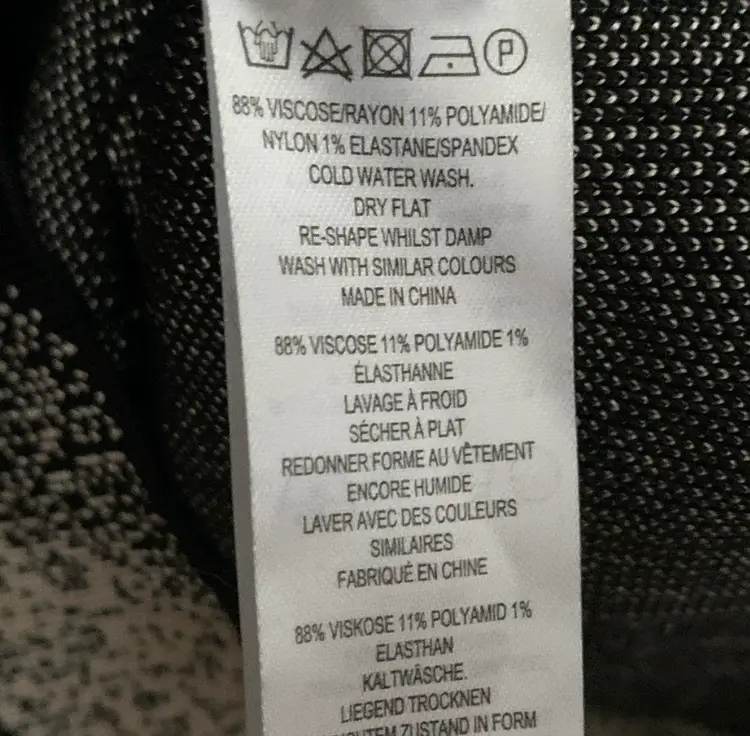 P
88% VISCOSE/RAYON 11% POLYAMIDE/
NYLON 1% ELASTANE/SPANDEX
COLD WATER WASH.
DRY FLAT
RE-SHAPE WHILST DAMP
WASH WITH SIMILAR COLOURS
MADE IN CHINA
88% VISCOSE 11% POLYAMIDE 1%
ÉLASTHANNE
LAVAGE À FROID
SÉCHER À PLAT
REDONNER FORME AU VÊTEMENT
ENCORE HUMIDE
LAVER AVEC DES COULEURS
SIMILAIRES
FABRIQUÉ EN CHINE
88% VISKOSE 11% POLYAMID 1%
ELASTHAN
KALTWÄSCHE.
LIEGEND TROCKNEN
ZUSTAND IN FORM